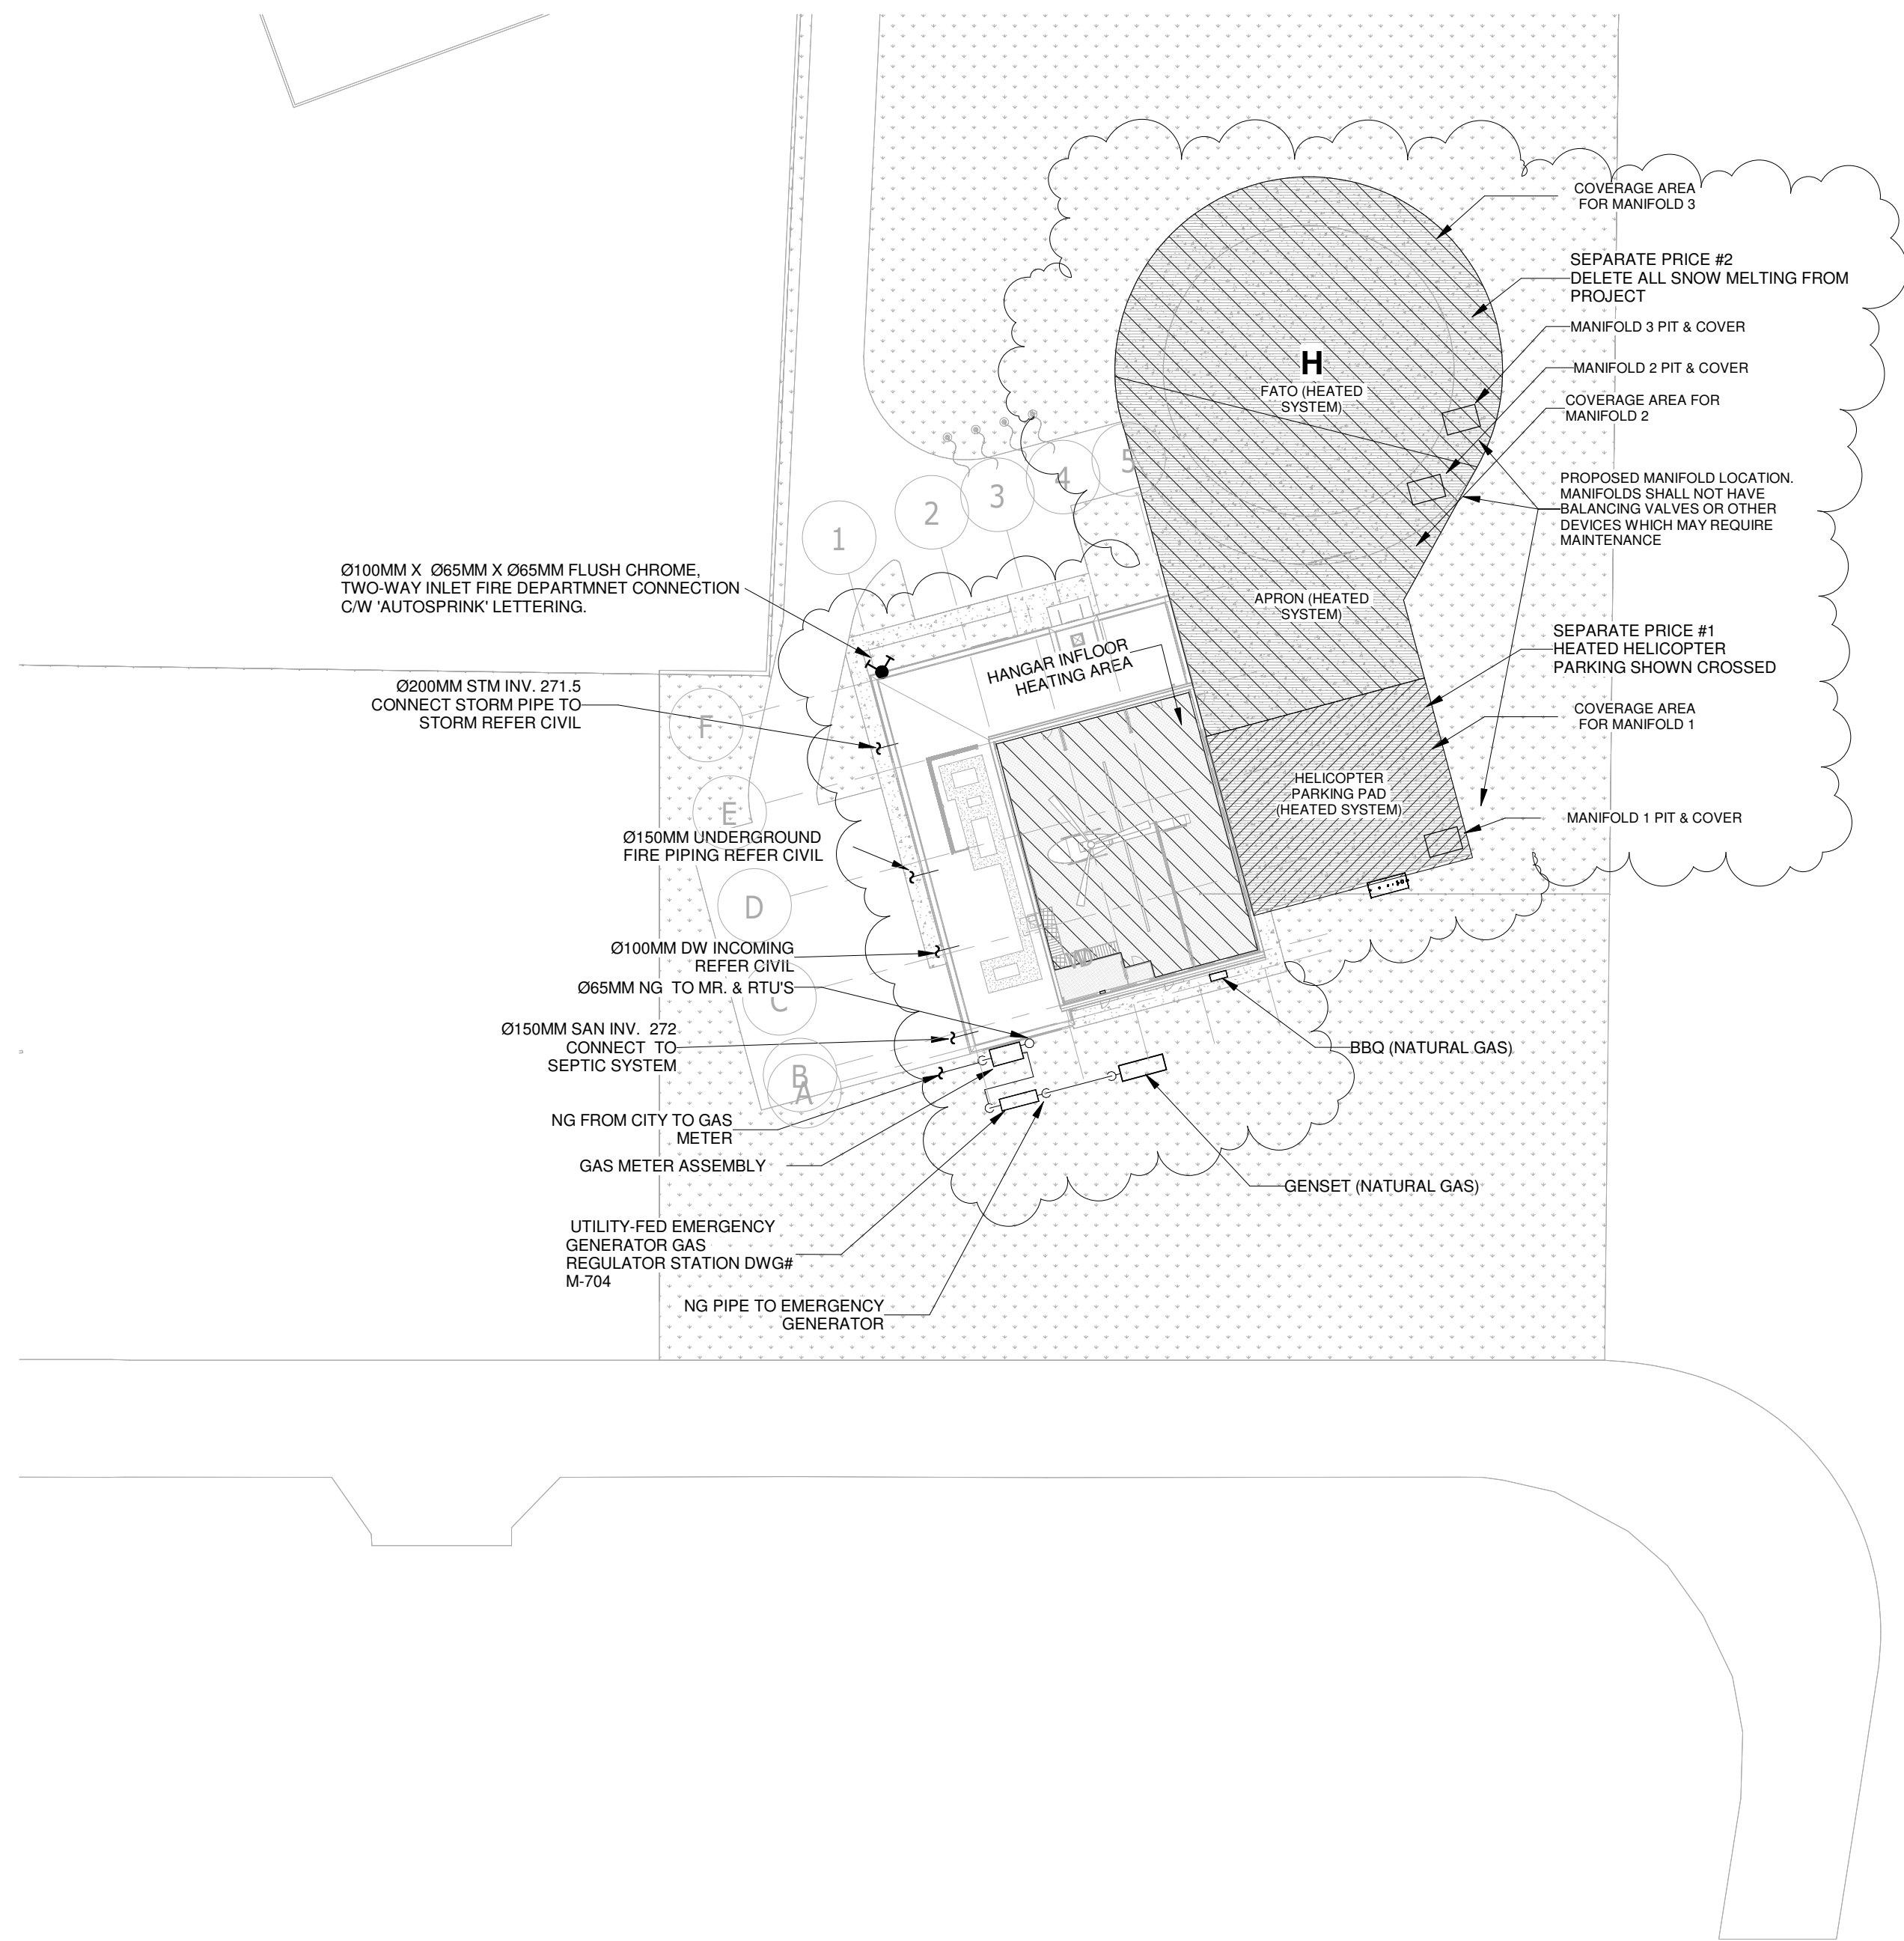 COVERAGE AREA
FOR MANIFOLD 3
SEPARATE PRICE #2
DELETE ALL SNOW MELTING FROM
PROJECT
MANIFOLD 3 PIT & COVER
MANIFOLD 2 PIT & COVER
COVERAGE AREA FOR
MANIFOLD 2
H
FATO (HEATED
SYSTEM)
PROPOSED MANIFOLD LOCATION.
MANIFOLDS SHALL NOT HAVE
BALANCING VALVES OR OTHER
DEVICES WHICH MAY REQUIRE
MAINTENANCE
1
2
3
4
5
Ø100MM X Ø65MM X Ø65MM FLUSH CHROME,
TWO-WAY INLET FIRE DEPARTMNET CONNECTION
C/W 'AUTOSPRINK' LETTERING.
APRON (HEATED
SYSTEM)
SEPARATE PRICE #1
HEATED HELICOPTER
PARKING SHOWN CROSSED
HANGAR INFLOOR
HEATING AREA
Ø200MM STM INV. 271.5
CONNECT STORM PIPE TO
STORM REFER CIVIL
F
COVERAGE AREA
FOR MANIFOLD 1
HELICOPTER
PARKING PAD
(HEATED SYSTEM)
E
MANIFOLD 1 PIT & COVER
Ø150MM UNDERGROUND
FIRE PIPING REFER CIVIL
D
Ø100MM DW INCOMING
REFER CIVIL
Ø65MM NG TO MR. & RTU'S
C
Ø150MM SAN INV. 272
CONNECT TO
SEPTIC SYSTEM
BBQ (NATURAL GAS)
B
A
NG FROM CITY TO GAS
METER
GAS METER ASSEMBLY
GENSET (NATURAL GAS)
UTILITY-FED EMERGENCY
GENERATOR GAS
REGULATOR STATION DWG#
M-704
NG PIPE TO EMERGENCY
GENERATOR